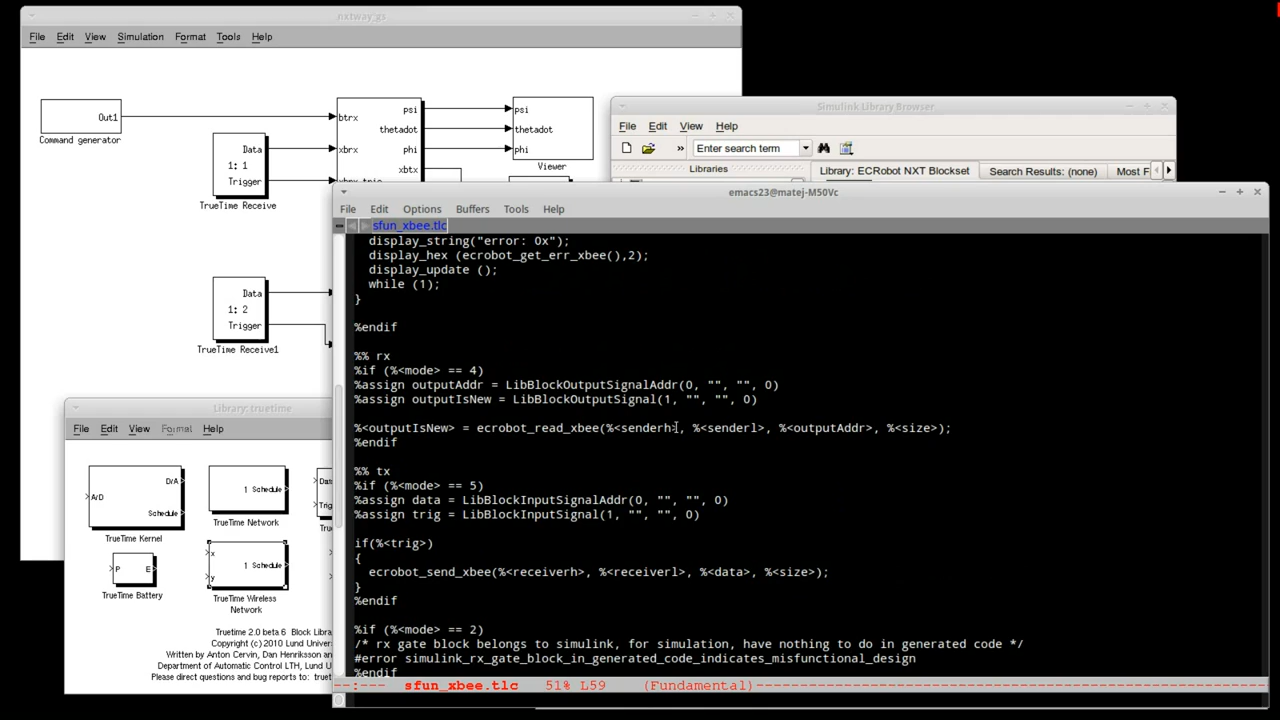 nxtway_gs
File Edit View Simulation Format Tools Help
Out1
Command generator
Data
1: 1
Trigger
TrueTime Receive
btrx
xbrx
psi
thetadot
phi
xbtx
psi
thetadot
phi
Viewer
Data
1: 2
Trigger
TrueTime Receive1
Simulink Library Browser
File Edit View Help
» Enter search term
Libraries
Library: ECRobot NXT Blockset
Search Results: (none)
Most F
Library: truetime
File Edit View Format Help
A/D
D/A
Schedule
TrueTime Kernel
1 Schedule
TrueTime Network
P E
TrueTime Battery
x
y
1 Schedule
TrueTime Wireless
Network
Truetime 2.0 beta 6 Block Libra
Copyright (c) 2010 Lund Univer
Written by Anton Cervin, Dan Henriksson and
Department of Automatic Control LTH, Lund Uni
Please direct questions and bug reports to: truet
emacs23@matej-M50Vc
File Edit Options Buffers Tools Help
sfun_xbee.tlc
display_string("error: 0x");
display_hex (ecrobot_get_err_xbee(),2);
display_update ();
while (1);
}
%endif
%% rx
%if (%<mode> == 4)
%assign outputAddr = LibBlockOutputSignalAddr(0, "", "", 0)
%assign outputIsNew = LibBlockOutputSignal(1, "", "", 0)
%<outputIsNew> = ecrobot_read_xbee(%<senderh>, %<senderl>, %<outputAddr>, %<size>);
%endif
%% tx
%if (%<mode> == 5)
%assign data = LibBlockInputSignalAddr(0, "", "", 0)
%assign trig = LibBlockInputSignal(1, "", "", 0)
if(%<trig>)
{
ecrobot_send_xbee(%<receiverh>, %<receiverl>, %<data>, %<size>);
}
%endif
%if (%<mode> == 2)
/* rx gate block belongs to simulink, for simulation, have nothing to do in generated code */
#error simulink_rx_gate_block_in_generated_code_indicates_misfunctional_design
%endif
--:--- sfun_xbee.tlc 51% L59 (Fundamental)